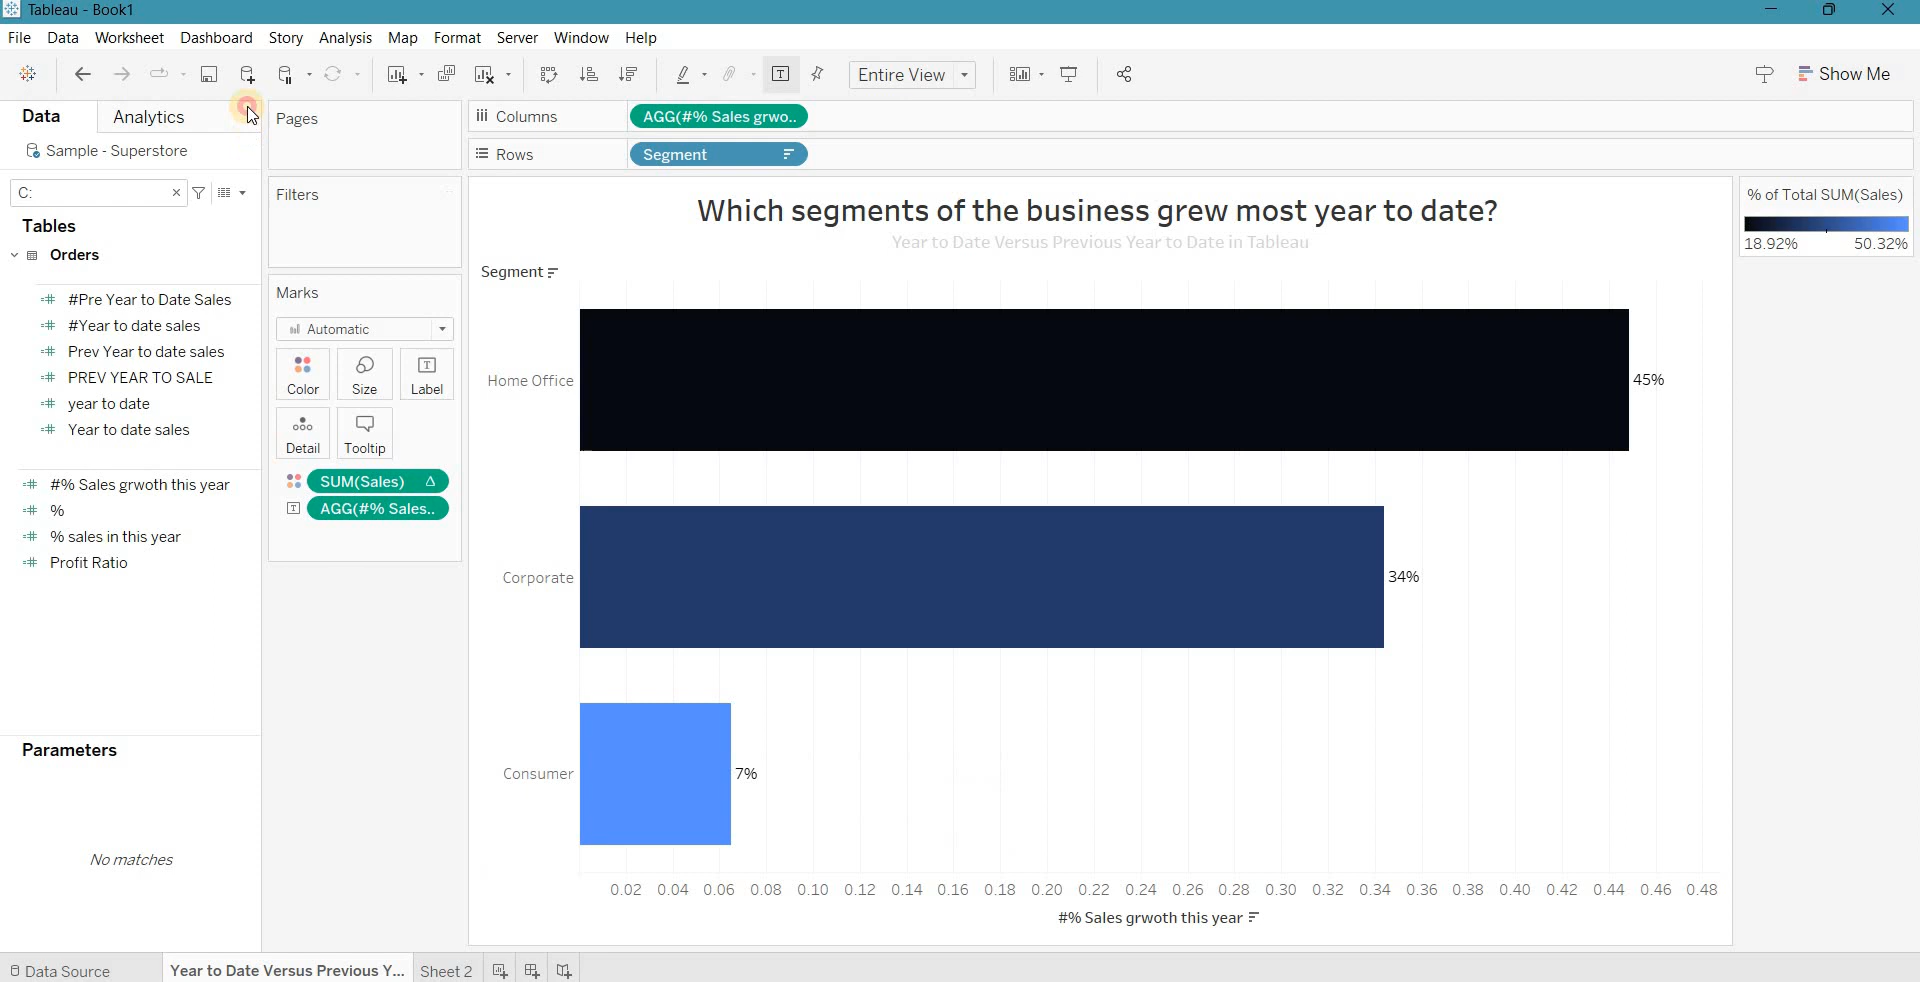 Tableau - Book1
File Data Worksheet Dashboard Story Analysis Map Format Server Window Help
Entire View
Show Me
Data Analytics
Sample - Superstore
C:
Tables
Orders
#Pre Year to Date Sales
#Year to date sales
Prev Year to date sales
PREV YEAR TO SALE
year to date
Year to date sales
#% Sales grwoth this year
%
% sales in this year
Profit Ratio
Parameters
No matches
Pages
Filters
Marks
Automatic
Color Size Label
Detail Tooltip
SUM(Sales) Δ
AGG(#% Sales..
Columns AGG(#% Sales grwo..
Rows Segment
Which segments of the business grew most year to date?
Year to Date Versus Previous Year to Date in Tableau
Segment
Home Office 45%
Corporate 34%
Consumer 7%
0.02 0.04 0.06 0.08 0.10 0.12 0.14 0.16 0.18 0.20 0.22 0.24 0.26 0.28 0.30 0.32 0.34 0.36 0.38 0.40 0.42 0.44 0.46 0.48
#% Sales grwoth this year
% of Total SUM(Sales)
18.92% 50.32%
Data Source Year to Date Versus Previous Y... Sheet 2